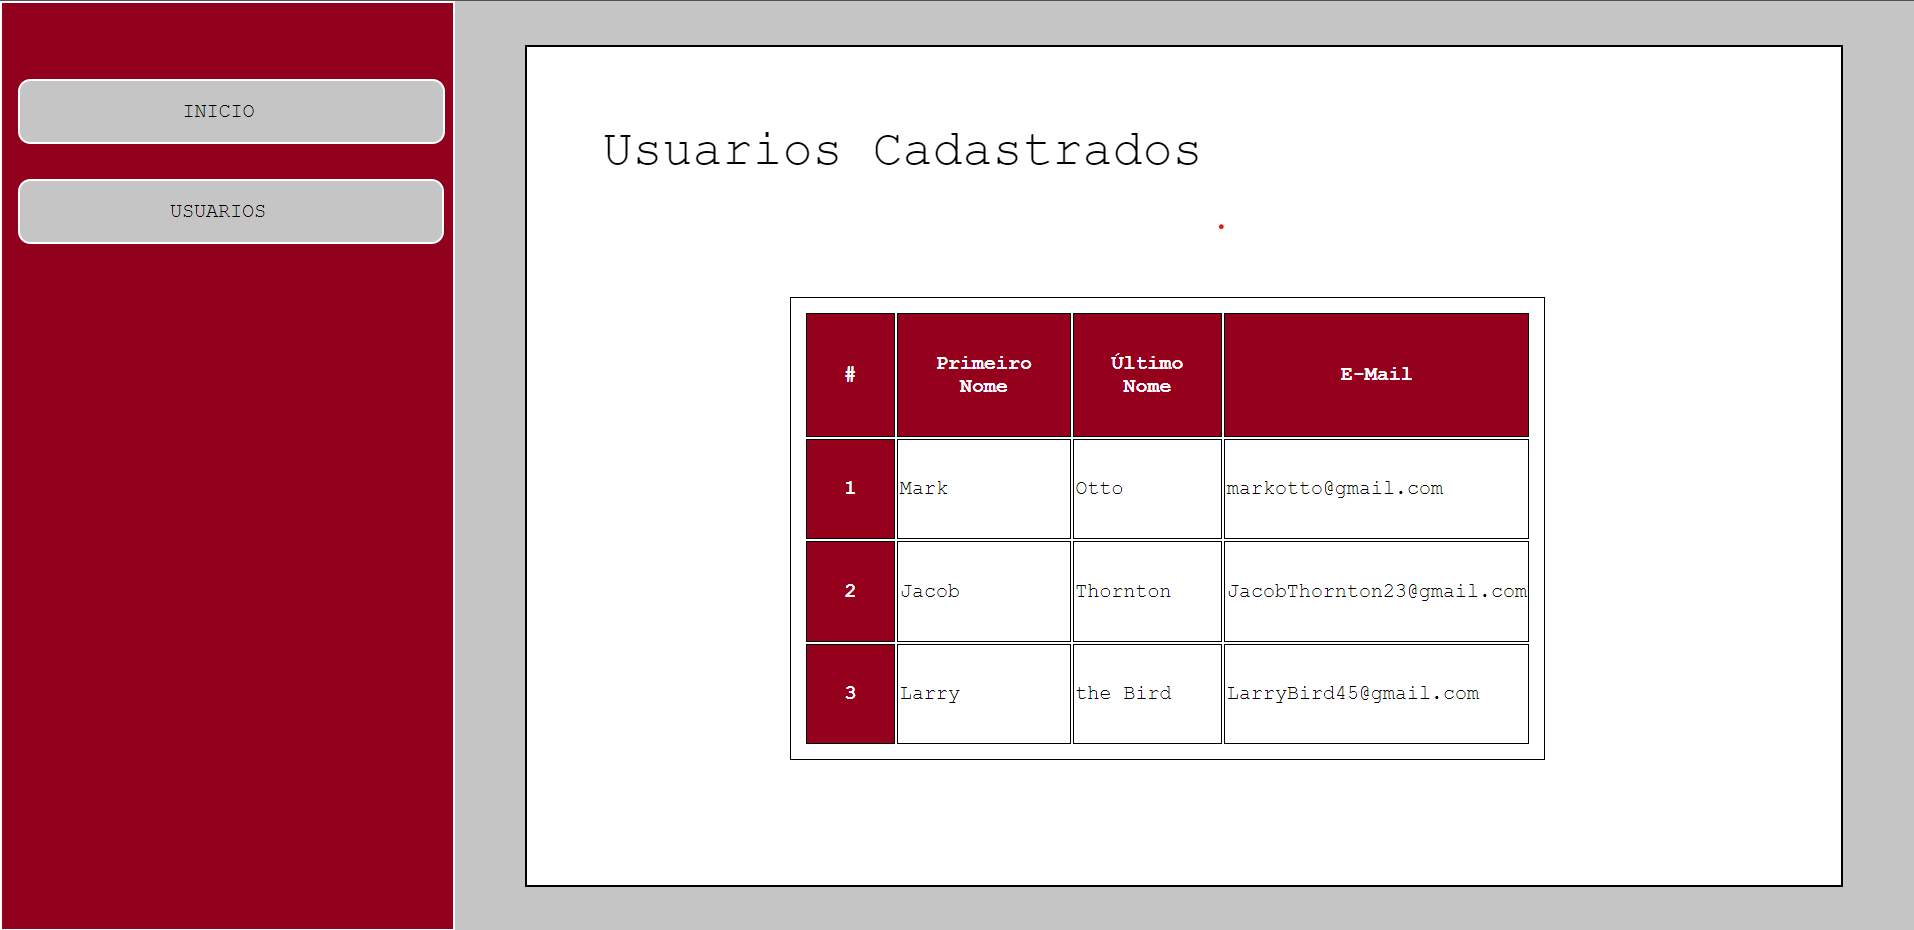 INICIO
USUARIOS
Usuarios Cadastrados
# Primeiro Nome Último Nome E-Mail
1 Mark Otto markotto@gmail.com
2 Jacob Thornton JacobThornton23@gmail.com
3 Larry the Bird LarryBird45@gmail.com